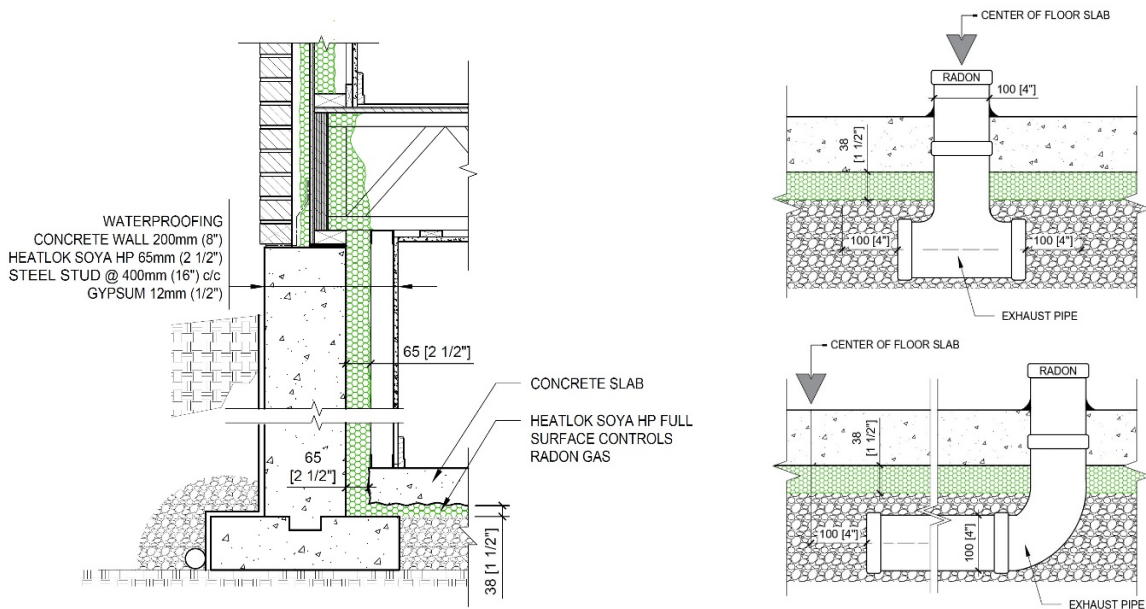 WATERPROOFING
CONCRETE WALL 200mm (8")
HEATLOK SOYA HP 65mm (2 1/2")
STEEL STUD @ 400mm (16") c/c
GYPSUM 12mm (1/2")
65 [2 1/2"]
65
[2 1/2"]
CONCRETE SLAB
HEATLOK SOYA HP FULL
SURFACE CONTROLS
RADON GAS
38 [1 1/2"]
CENTER OF FLOOR SLAB
RADON
100 [4"]
38
[1 1/2"]
100 [4"]
100 [4"]
EXHAUST PIPE
CENTER OF FLOOR SLAB
RADON
38
[1 1/2"]
100 [4"]
100 [4"]
EXHAUST PIPE